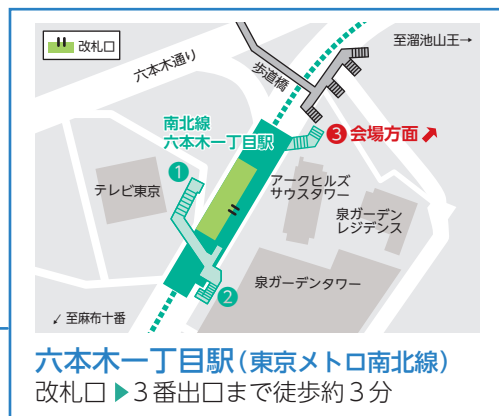 改札口
至溜池山王→
六本木通り
歩道橋
南北線
六本木一丁目駅
❸ 会場方面
❶
テレビ東京
アークヒルズ
サウスタワー
泉ガーデン
レジデンス
❷
泉ガーデンタワー
↙ 至麻布十番
六本木一丁目駅(東京メトロ南北線)
改札口▶3番出口まで徒歩約3分